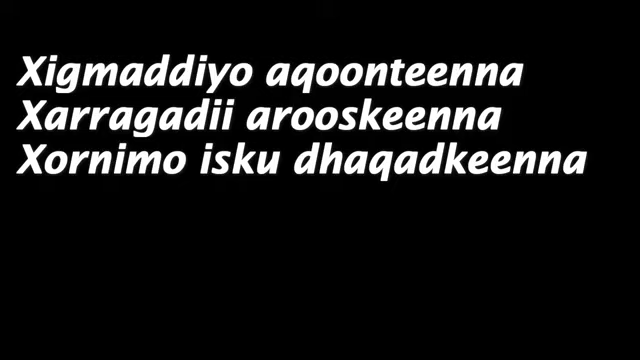 Xigmaddiyo aqoonteenna
Xarragadii arooskeenna
Xornimo isku dhaqadkeenna